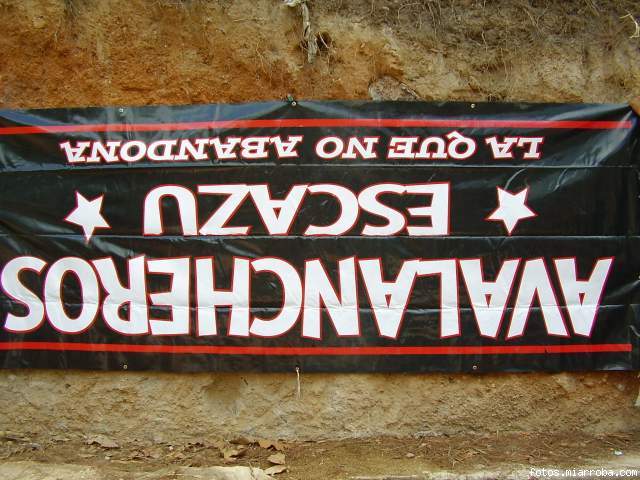 AVALANCHEROS
ESCAZU
LA QUE NO ABANDONA
fotos.miarroba.com